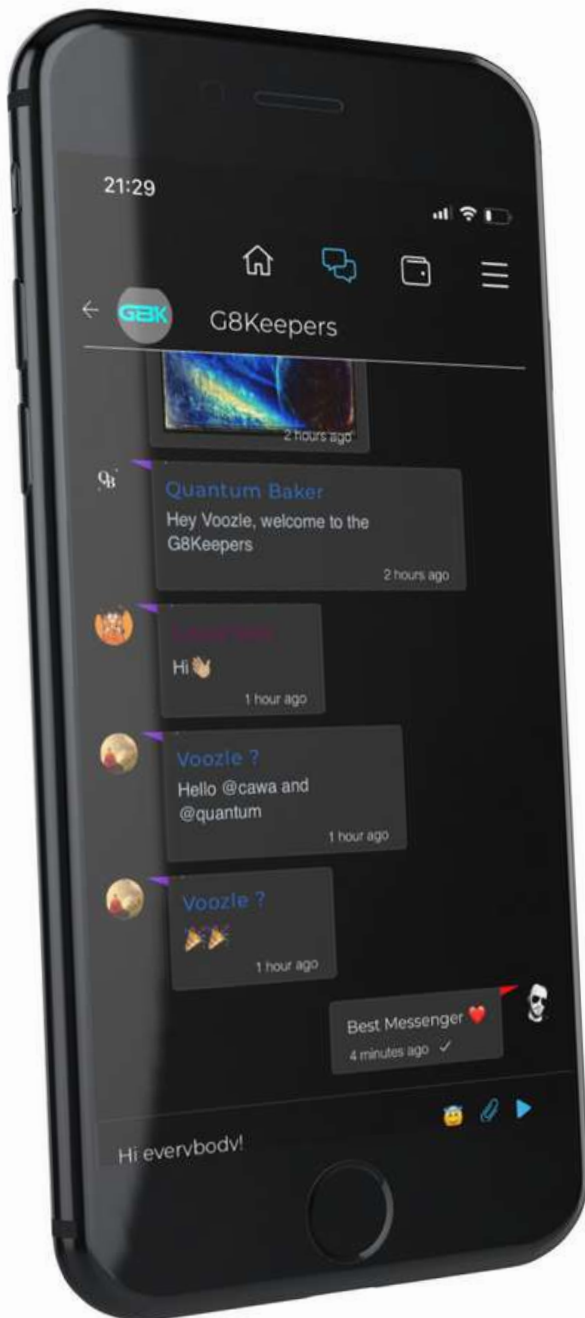 21:29
G8K
G8Keepers
2 hours ago
QB
Quantum Baker
Hey Voozle, welcome to the
G8Keepers
2 hours ago
Hi👋🏼
1 hour ago
Voozle ?
Hello @cawa and
@quantum
1 hour ago
Voozle ?
🎉🎉
1 hour ago
Best Messenger ❤️
4 minutes ago ✓
Hi everybody!